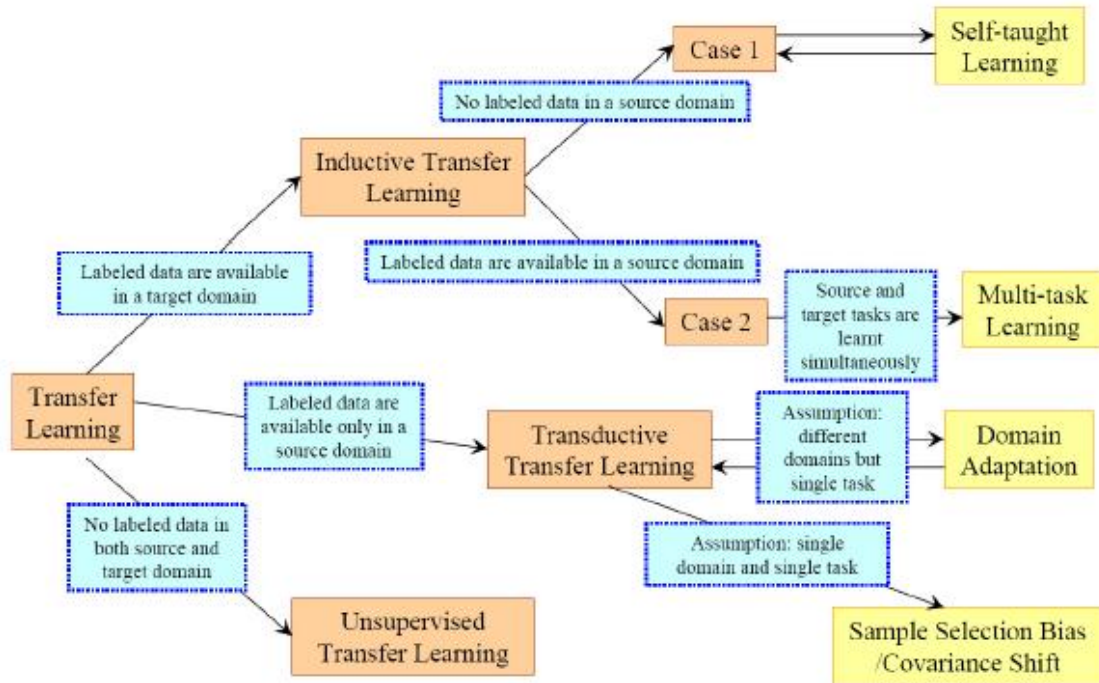 Self-taught
Learning
Case 1
No labeled data in a source domain
Inductive Transfer
Learning
Labeled data are available
in a target domain
Labeled data are available in a source domain
Case 2
Source and
target tasks are
learnt
simultaneously
Multi-task
Learning
Transfer
Learning
Labeled data are
available only in a
source domain
Transductive
Transfer Learning
Assumption:
different
domains but
single task
Domain
Adaptation
No labeled data in
both source and
target domain
Assumption: single
domain and single task
Unsupervised
Transfer Learning
Sample Selection Bias
/Covariance Shift